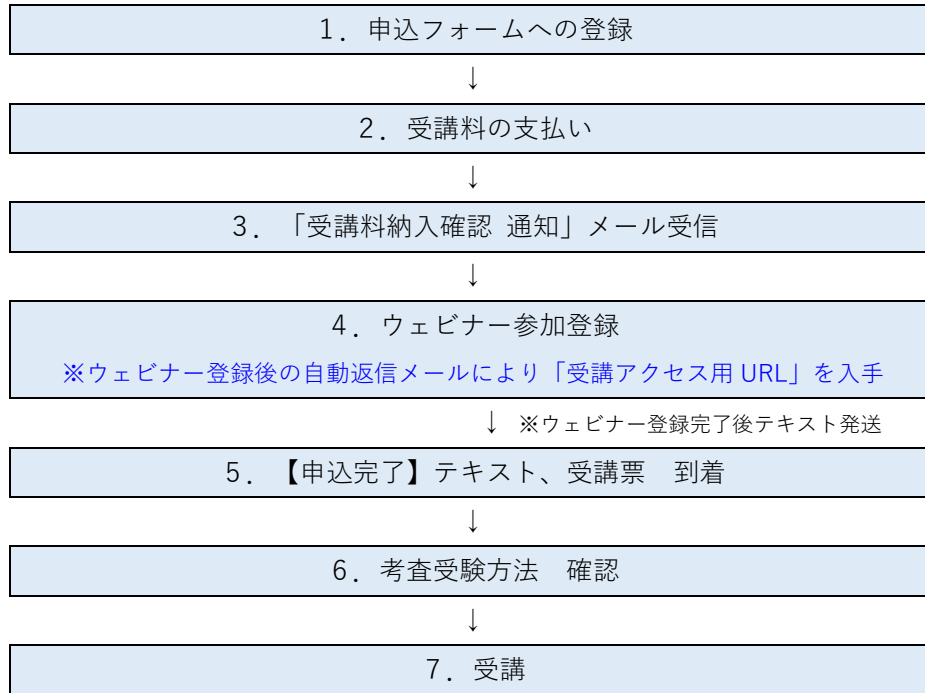 1．申込フォームへの登録
↓
2．受講料の支払い
↓
3．「受講料納入確認 通知」メール受信
↓
4．ウェビナー参加登録
※ウェビナー登録後の自動返信メールにより「受講アクセス用 URL」を入手
↓ ※ウェビナー登録完了後テキスト発送
5．【申込完了】テキスト、受講票　到着
↓
6．考査受験方法　確認
↓
7．受講